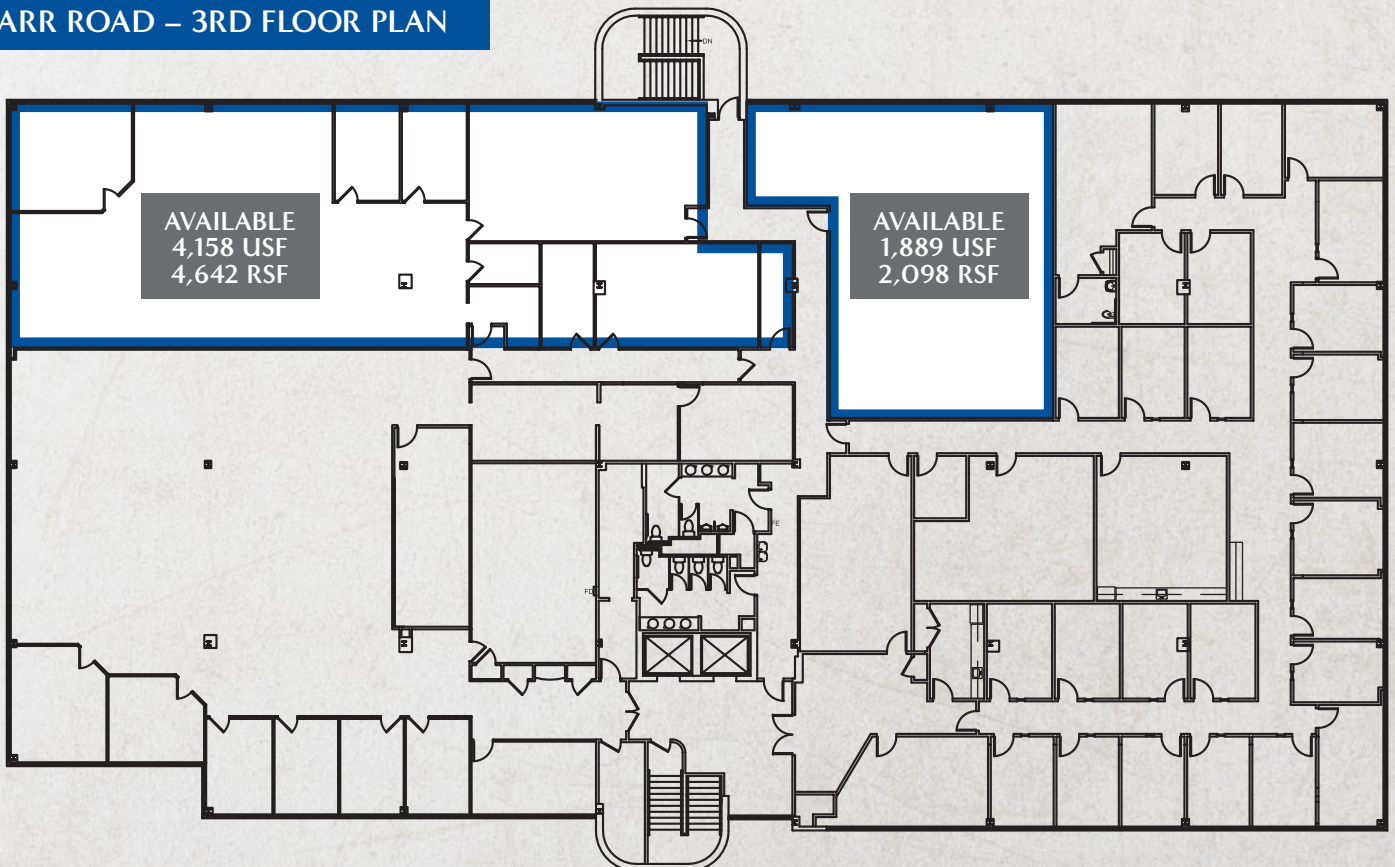 ARR ROAD – 3RD FLOOR PLAN
DN
AVAILABLE
4,158 USF
4,642 RSF
AVAILABLE
1,889 USF
2,098 RSF
FE